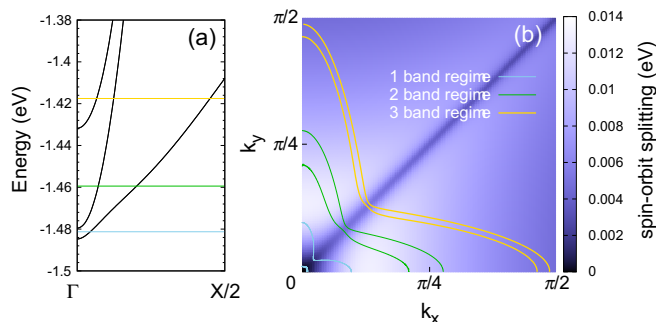 (a)
Energy (eV)
-1.38
-1.4
-1.42
-1.44
-1.46
-1.48
-1.5
Γ
X/2
(b)
π/2
π/4
0
k_y
1 band regime
2 band regime
3 band regime
π/4
π/2
k_x
0.014
0.012
0.01
0.008
0.006
0.004
0.002
0
spin-orbit splitting (eV)